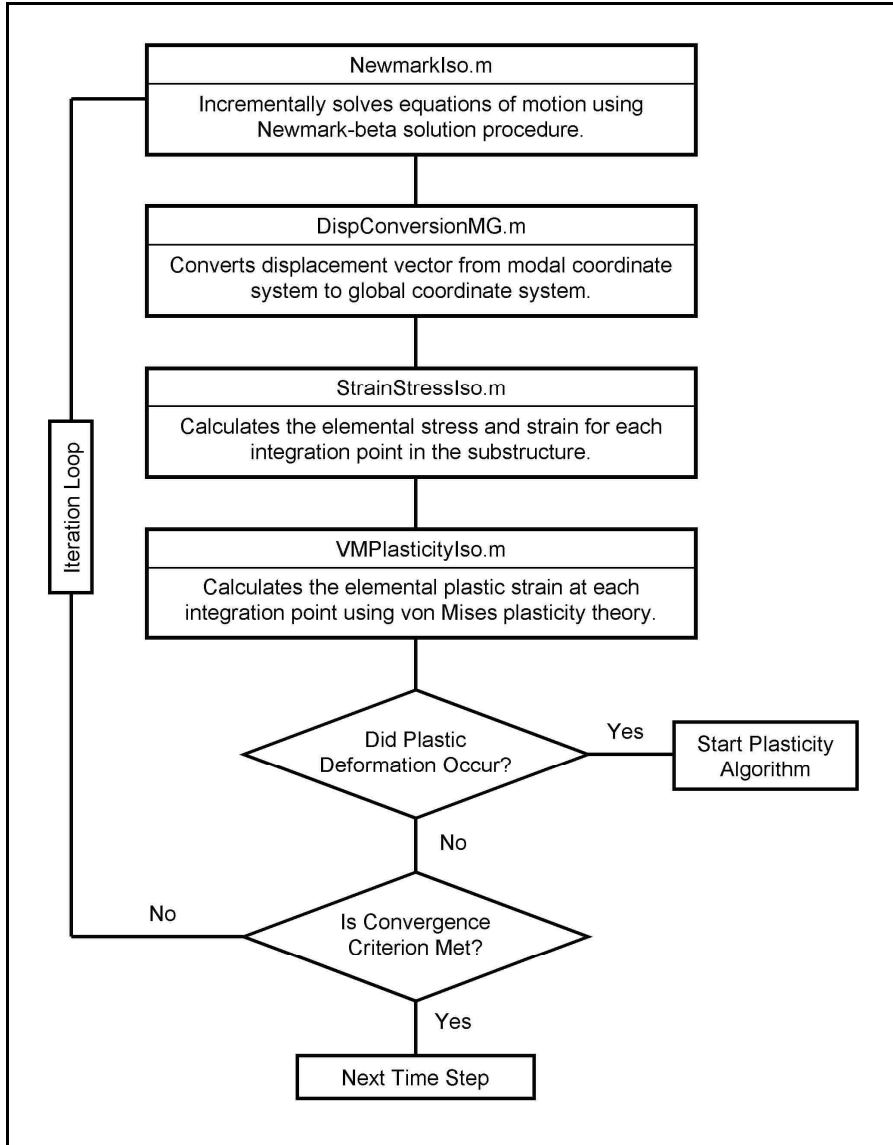 NewmarkIso.m
Incrementally solves equations of motion using
Newmark-beta solution procedure.
DispConversionMG.m
Converts displacement vector from modal coordinate
system to global coordinate system.
StrainStressIso.m
Calculates the elemental stress and strain for each
integration point in the substructure.
Iteration Loop
VMPlasticityIso.m
Calculates the elemental plastic strain at each
integration point using von Mises plasticity theory.
Did Plastic
Deformation Occur?
Yes
Start Plasticity
Algorithm
No
Is Convergence
Criterion Met?
No
Yes
Next Time Step